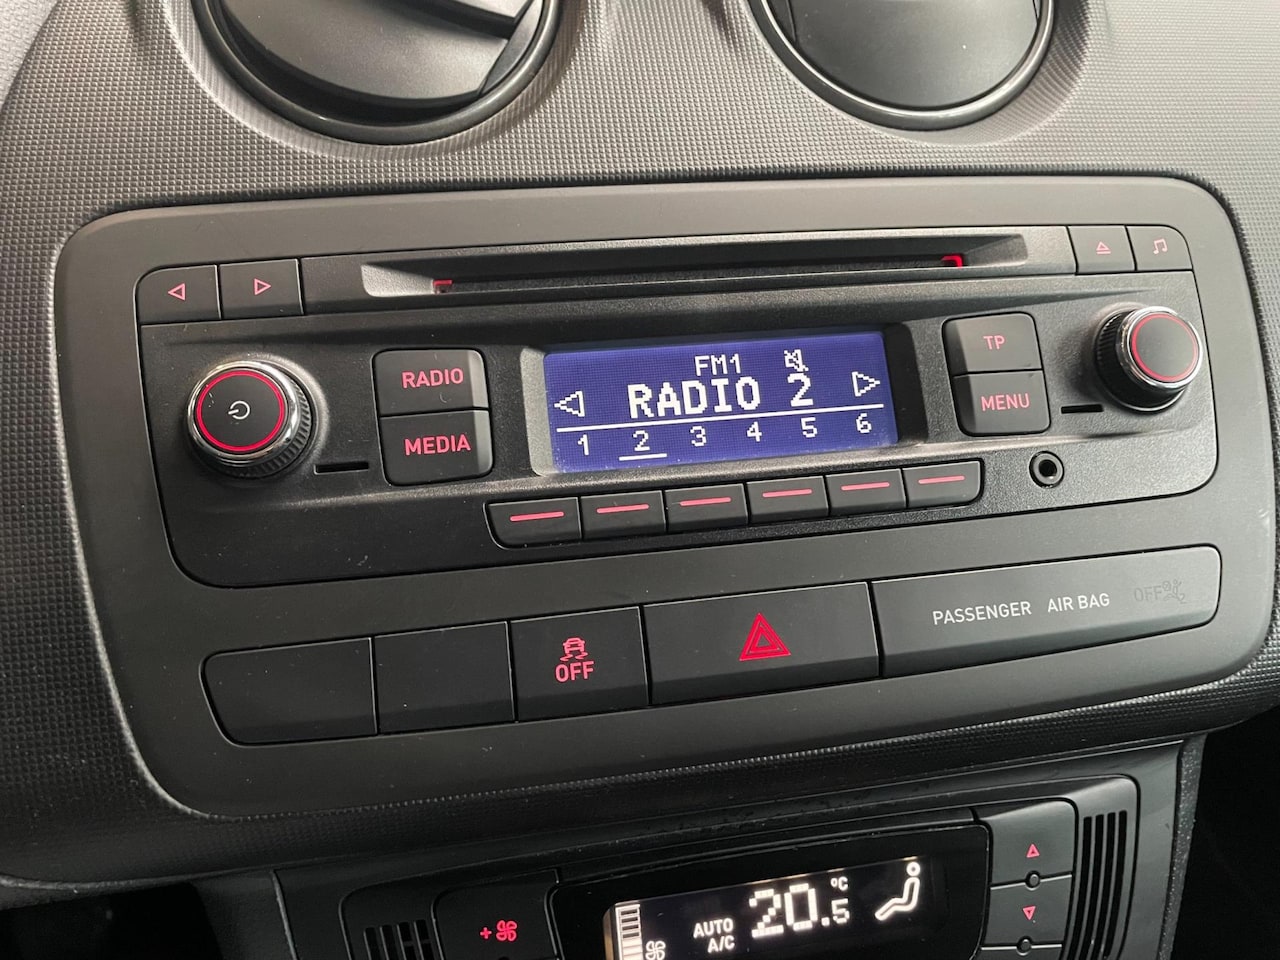 RADIO
MEDIA
FM1
RADIO 2
1 2 3 4 5 6
TP
MENU
OFF
PASSENGER AIR BAG OFF
AUTO
A/C
20.5 °C
+